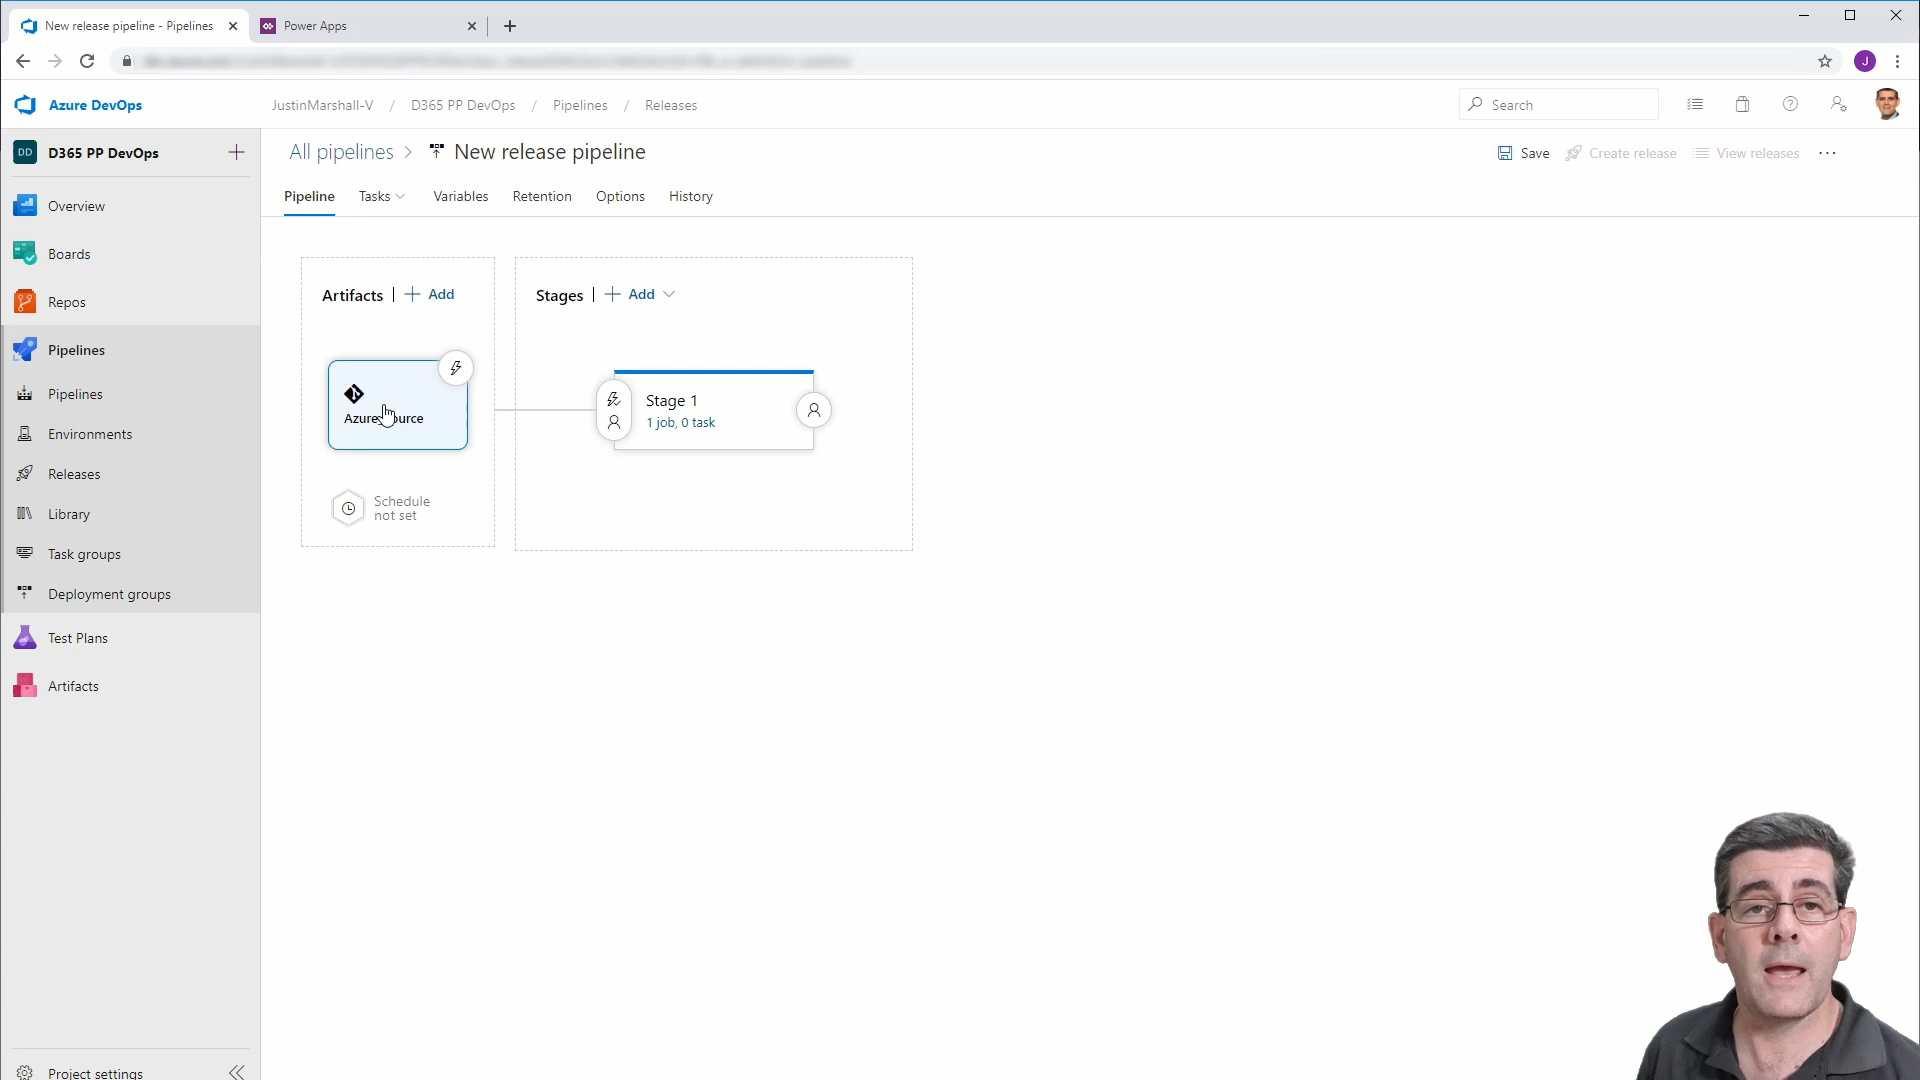 New release pipeline - Pipelines
Power Apps
J
Azure DevOps
JustinMarshall-V / D365 PP DevOps / Pipelines / Releases
Search
DD D365 PP DevOps
All pipelines > New release pipeline
Save
Create release
View releases
Pipeline
Tasks
Variables
Retention
Options
History
Overview
Boards
Repos
Pipelines
Pipelines
Environments
Releases
Library
Task groups
Deployment groups
Test Plans
Artifacts
Project settings
Artifacts | + Add
Schedule
not set
Stages | + Add
Stage 1
1 job, 0 task